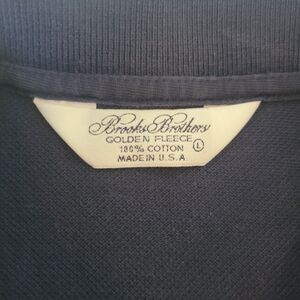 Brooks Brothers
GOLDEN FLEECE
100% COTTON L
MADE IN U.S.A